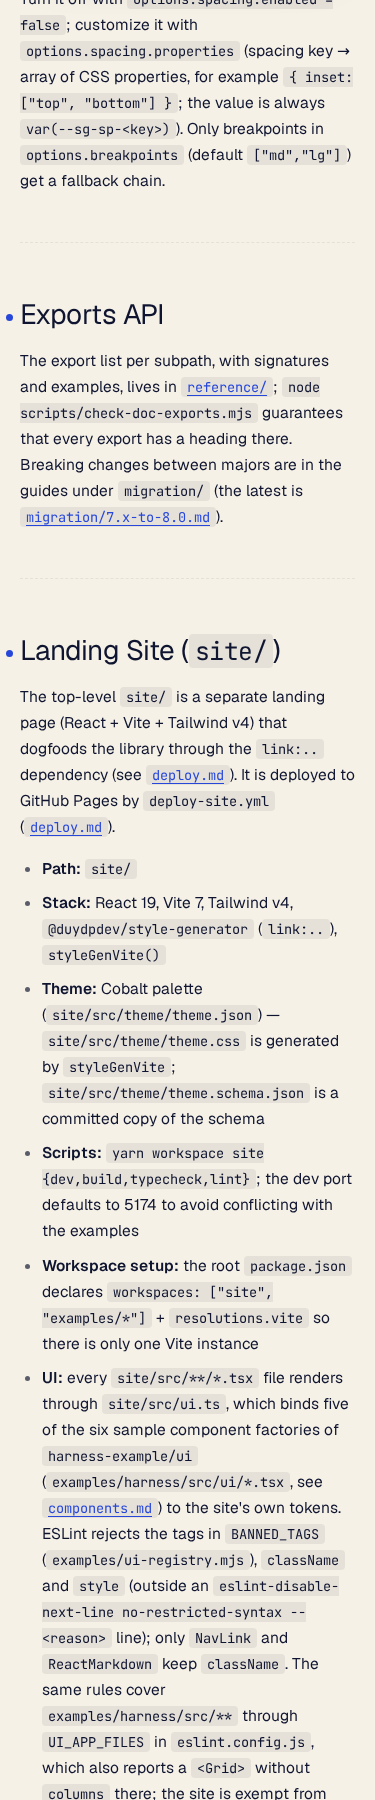 Turn it off with options.spacing.enabled =
false ; customize it with
options.spacing.properties (spacing key →
array of CSS properties, for example { inset:
["top", "bottom"] } ; the value is always
var(--sg-sp-<key>) ). Only breakpoints in
options.breakpoints (default ["md","lg"] )
get a fallback chain.
Exports API
The export list per subpath, with signatures
and examples, lives in reference/ ; node
scripts/check-doc-exports.mjs guarantees
that every export has a heading there.
Breaking changes between majors are in the
guides under migration/ (the latest is
migration/7.x-to-8.0.md ).
Landing Site ( site/ )
The top-level site/ is a separate landing
page (React + Vite + Tailwind v4) that
dogfoods the library through the link:..
dependency (see deploy.md ). It is deployed to
GitHub Pages by deploy-site.yml
( deploy.md ).
• Path: site/
• Stack: React 19, Vite 7, Tailwind v4,
@duydpdev/style-generator ( link:.. ),
styleGenVite()
• Theme: Cobalt palette
( site/src/theme/theme.json ) —
site/src/theme/theme.css is generated
by styleGenVite ;
site/src/theme/theme.schema.json is a
committed copy of the schema
• Scripts: yarn workspace site
{dev,build,typecheck,lint} ; the dev port
defaults to 5174 to avoid conflicting with
the examples
• Workspace setup: the root package.json
declares workspaces: ["site",
"examples/*"] + resolutions.vite so
there is only one Vite instance
• UI: every site/src/**/*.tsx file renders
through site/src/ui.ts , which binds five
of the six sample component factories of
harness-example/ui
( examples/harness/src/ui/*.tsx , see
components.md ) to the site's own tokens.
ESLint rejects the tags in BANNED_TAGS
( examples/ui-registry.mjs ), className
and style (outside an eslint-disable-
next-line no-restricted-syntax --
<reason> line); only NavLink and
ReactMarkdown keep className . The
same rules cover
examples/harness/src/** through
UI_APP_FILES in eslint.config.js ,
which also reports a <Grid> without
columns there; the site is exempt from